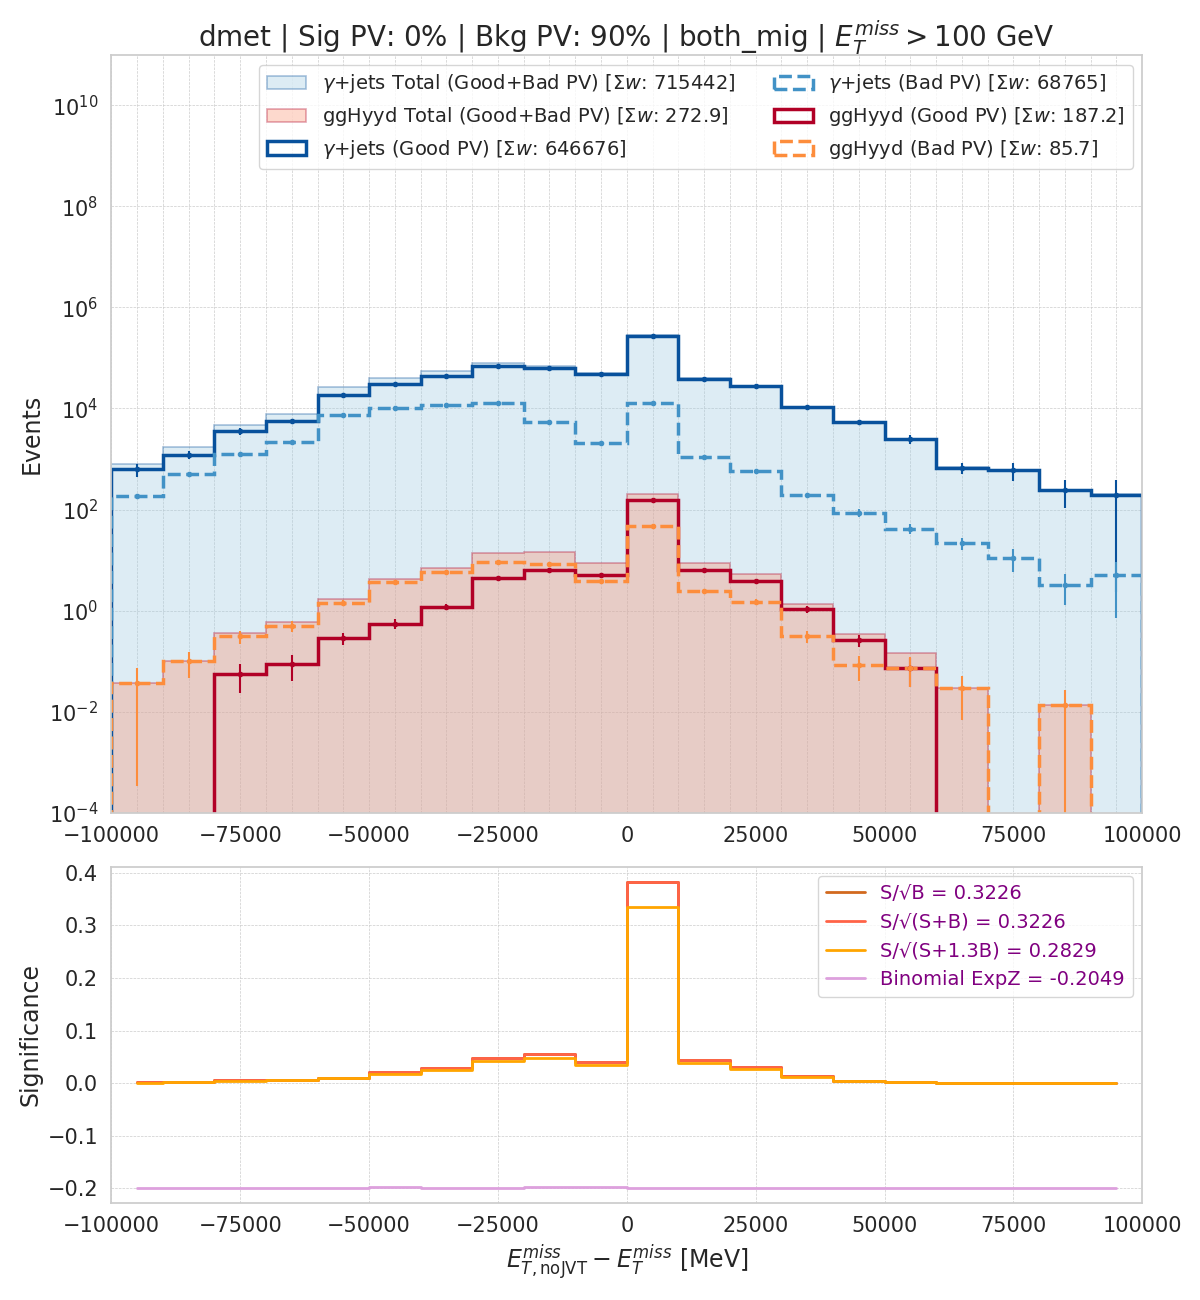 dmet | Sig PV: 0% | Bkg PV: 90% | both_mig | $E_T^{miss} > 100$ GeV
γ+jets Total (Good+Bad PV) [Σw: 715442]
ggHyyd Total (Good+Bad PV) [Σw: 272.9]
γ+jets (Good PV) [Σw: 646676]
γ+jets (Bad PV) [Σw: 68765]
ggHyyd (Good PV) [Σw: 187.2]
ggHyyd (Bad PV) [Σw: 85.7]
Events
10^10
10^8
10^6
10^4
10^2
10^0
10^−2
10^−4
−100000 −75000 −50000 −25000 0 25000 50000 75000 100000
Significance
0.4
0.3
0.2
0.1
0.0
−0.1
−0.2
S/√B = 0.3226
S/√(S+B) = 0.3226
S/√(S+1.3B) = 0.2829
Binomial ExpZ = -0.2049
−100000 −75000 −50000 −25000 0 25000 50000 75000 100000
$E_{T,noJVT}^{miss} − E_T^{miss}$ [MeV]